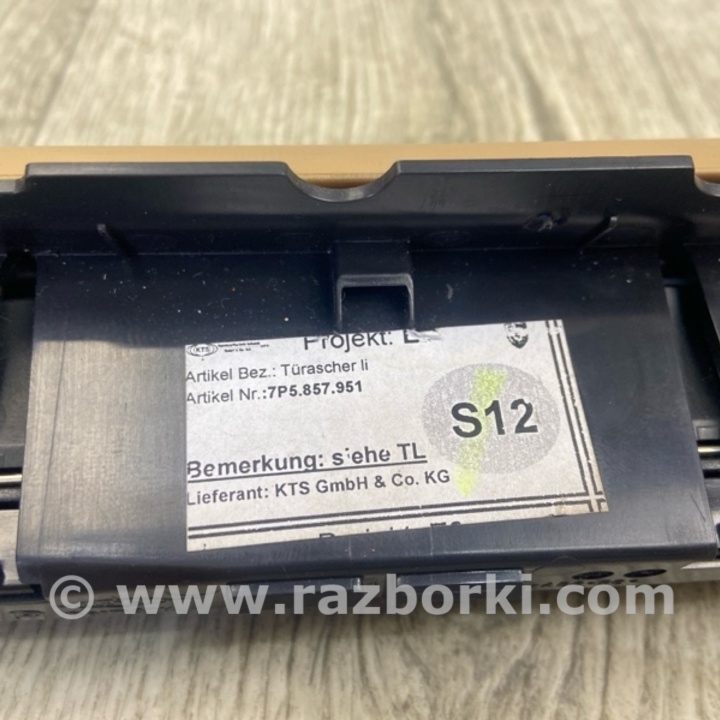 KTS
Projekt: E
Artikel Bez.: Türascher li
Artikel Nr.:7P5.857.951
S12
Bemerkung: siehe TL
Lieferant: KTS GmbH & Co. KG
© www.razborki.com